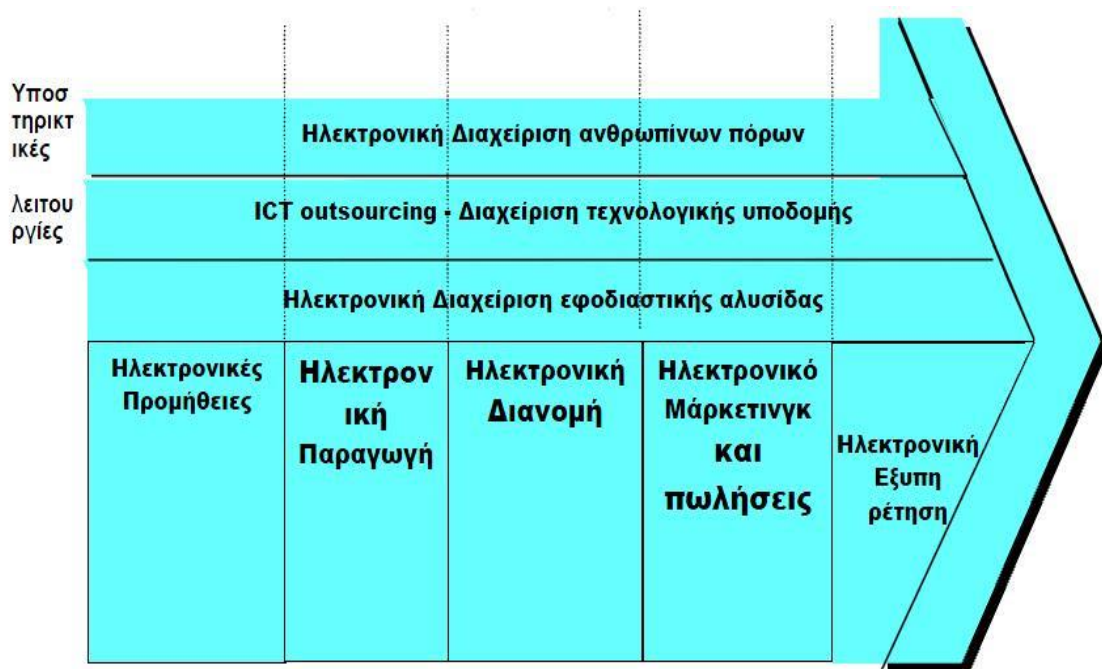 Υποσ
τηρικτ
ικές
λειτου
ργίες
Ηλεκτρονική Διαχείριση ανθρωπίνων πόρων
ICT outsourcing - Διαχείριση τεχνολογικής υποδομής
Ηλεκτρονική Διαχείριση εφοδιαστικής αλυσίδας
Ηλεκτρονικές
Προμήθειες
Ηλεκτρον
ική
Παραγωγή
Ηλεκτρονική
Διανομή
Ηλεκτρονικό
Μάρκετινγκ
και
πωλήσεις
Ηλεκτρονική
Εξυπη
ρέτηση